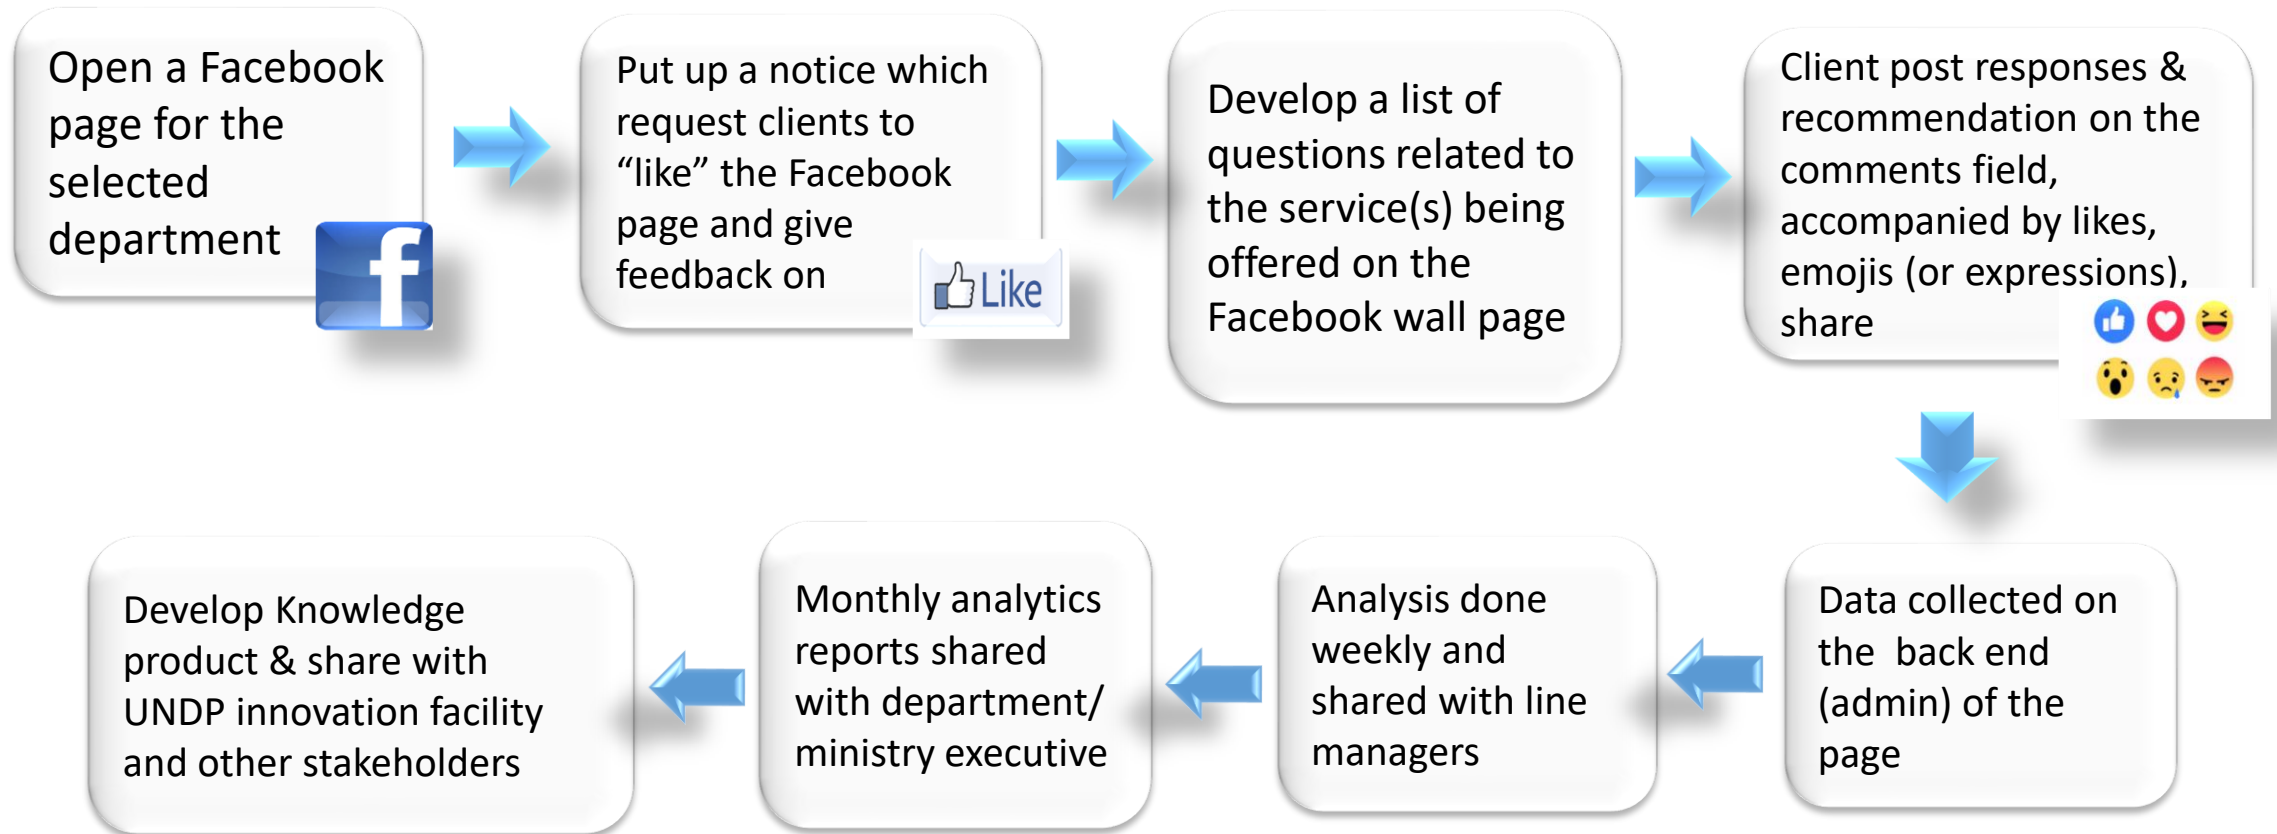 Open a Facebook
page for the
selected
department
f
Put up a notice which
request clients to
“like” the Facebook
page and give
feedback on
Like
Develop a list of
questions related to
the service(s) being
offered on the
Facebook wall page
Client post responses &
recommendation on the
comments field,
accompanied by likes,
emojis (or expressions),
share
Data collected on
the back end
(admin) of the
page
Analysis done
weekly and
shared with line
managers
Monthly analytics
reports shared
with department/
ministry executive
Develop Knowledge
product & share with
UNDP innovation facility
and other stakeholders